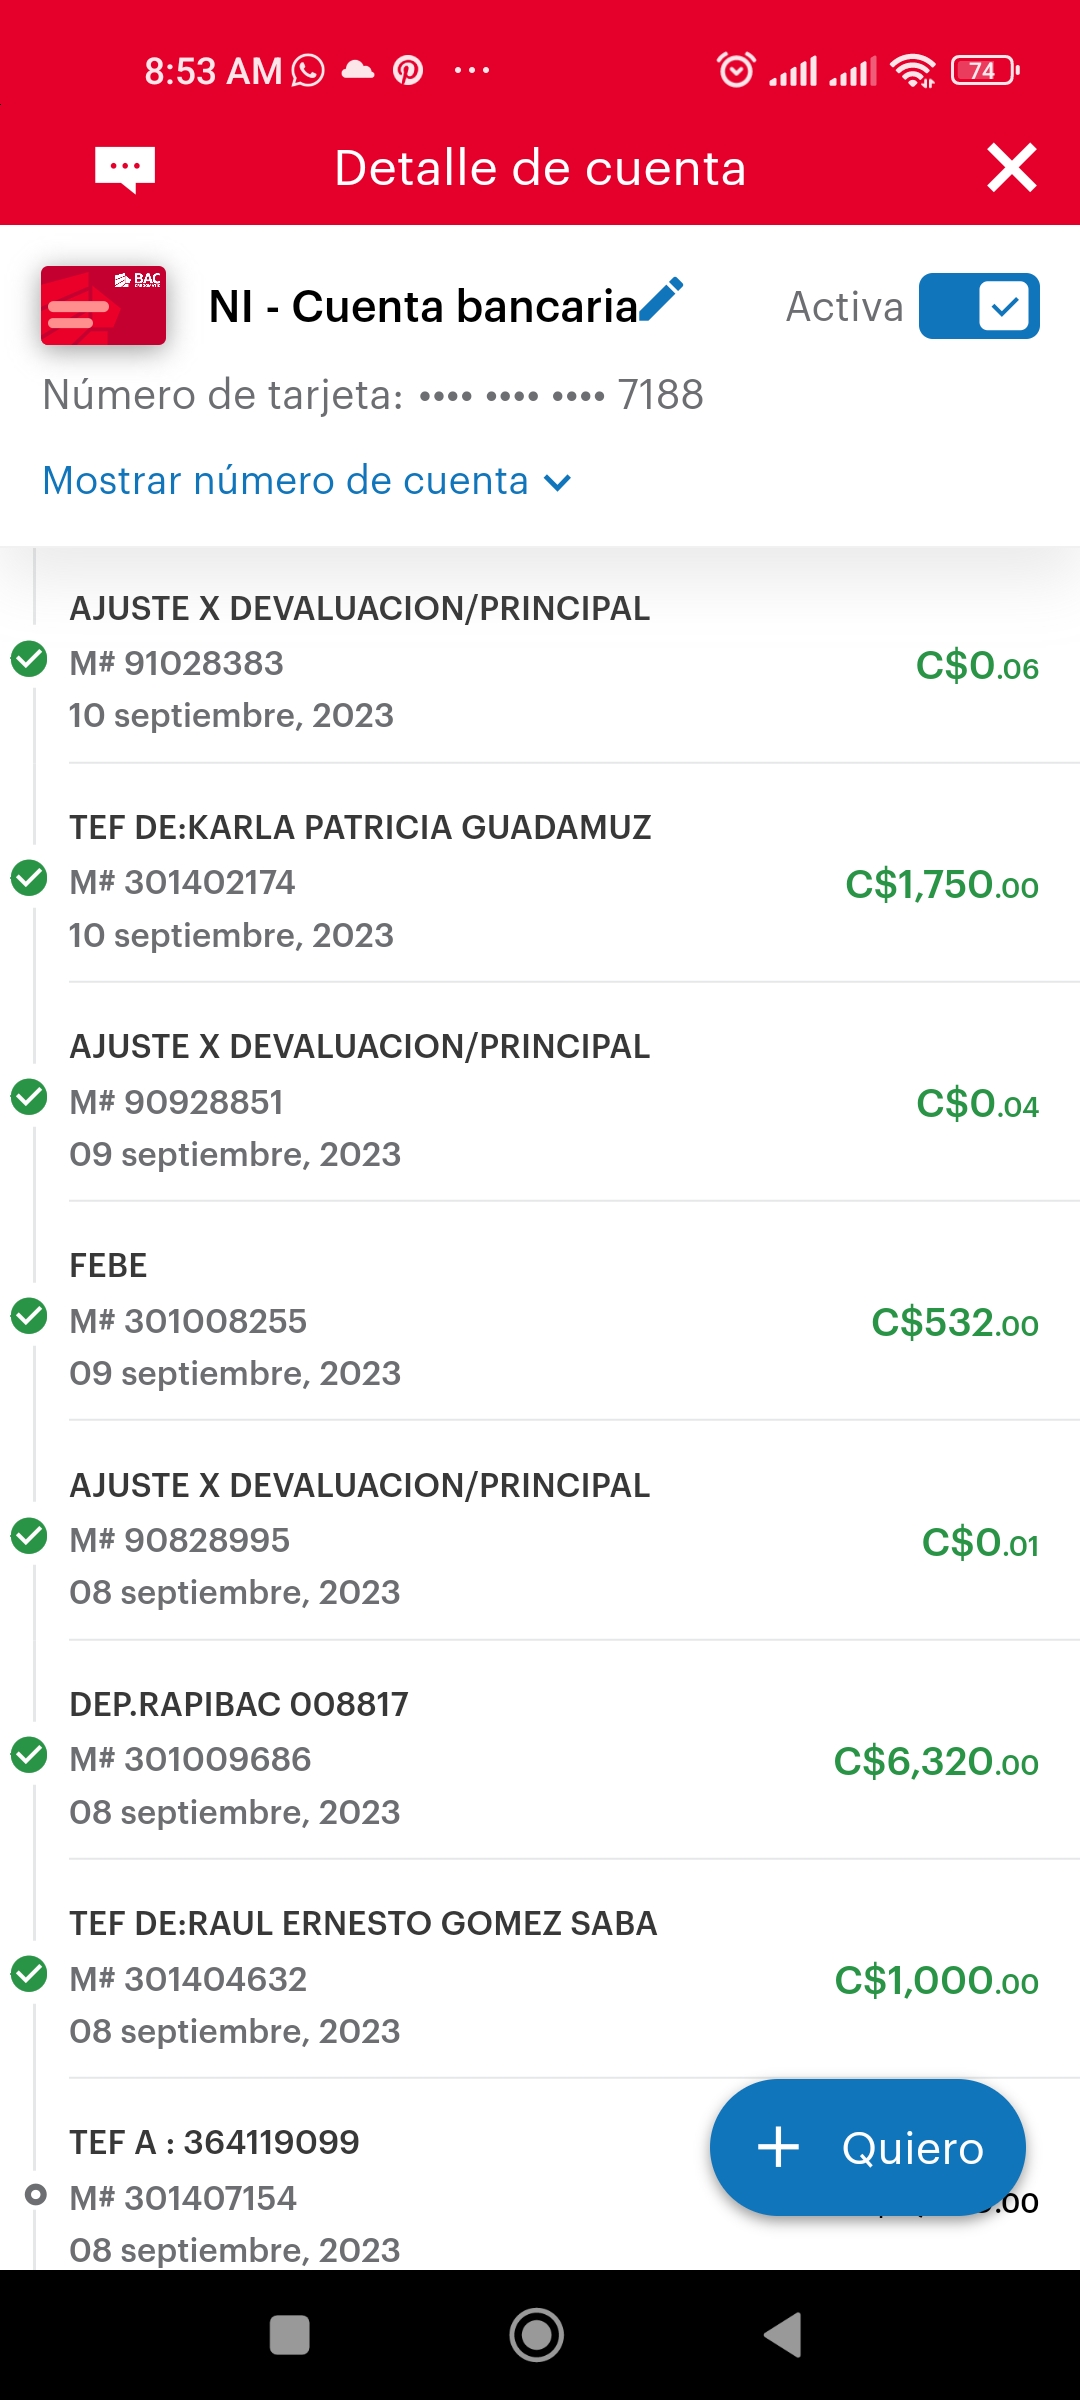 8:53 AM
74
Detalle de cuenta
BAC
NI - Cuenta bancaria
Activa
Número de tarjeta: •••• •••• •••• 7188
Mostrar número de cuenta
AJUSTE X DEVALUACION/PRINCIPAL
M# 91028383
C$0.06
10 septiembre, 2023
TEF DE:KARLA PATRICIA GUADAMUZ
M# 301402174
C$1,750.00
10 septiembre, 2023
AJUSTE X DEVALUACION/PRINCIPAL
M# 90928851
C$0.04
09 septiembre, 2023
FEBE
M# 301008255
C$532.00
09 septiembre, 2023
AJUSTE X DEVALUACION/PRINCIPAL
M# 90828995
C$0.01
08 septiembre, 2023
DEP.RAPIBAC 008817
M# 301009686
C$6,320.00
08 septiembre, 2023
TEF DE:RAUL ERNESTO GOMEZ SABA
M# 301404632
C$1,000.00
08 septiembre, 2023
TEF A : 364119099
+ Quiero
M# 301407154
.00
08 septiembre, 2023